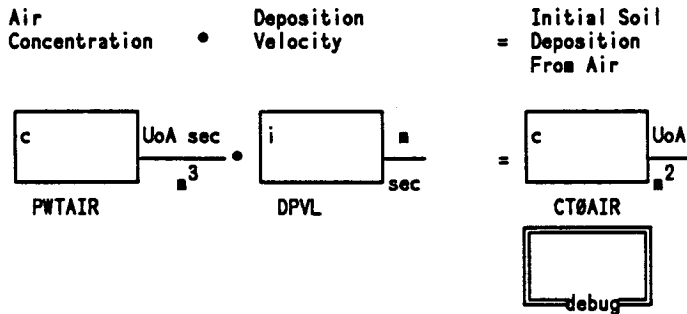 Air Deposition Initial Soil
Concentration • Velocity = Deposition
From Air
c UoA sec • i m = c UoA
m³ sec m²
PWTAIR DPVL CTØAIR
debug